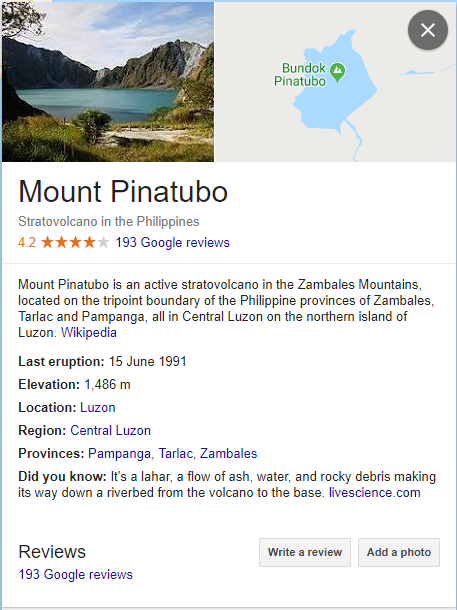 Bundok
Pinatubo
Mount Pinatubo
Stratovolcano in the Philippines
4.2 ★★★★★ 193 Google reviews
Mount Pinatubo is an active stratovolcano in the Zambales Mountains,
located on the tripoint boundary of the Philippine provinces of Zambales,
Tarlac and Pampanga, all in Central Luzon on the northern island of
Luzon. Wikipedia
Last eruption: 15 June 1991
Elevation: 1,486 m
Location: Luzon
Region: Central Luzon
Provinces: Pampanga, Tarlac, Zambales
Did you know: It's a lahar, a flow of ash, water, and rocky debris making
its way down a riverbed from the volcano to the base. livescience.com
Reviews
Write a review
Add a photo
193 Google reviews